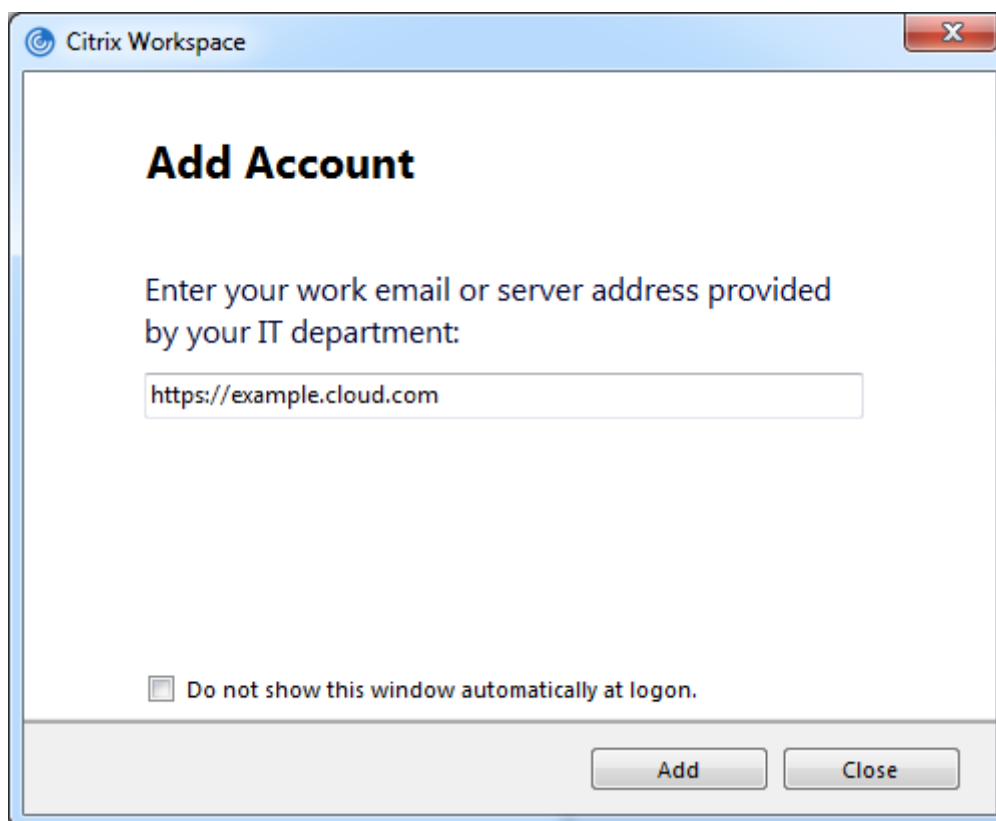 Citrix Workspace
Add Account
Enter your work email or server address provided
by your IT department:
https://example.cloud.com
Do not show this window automatically at logon.
Add
Close